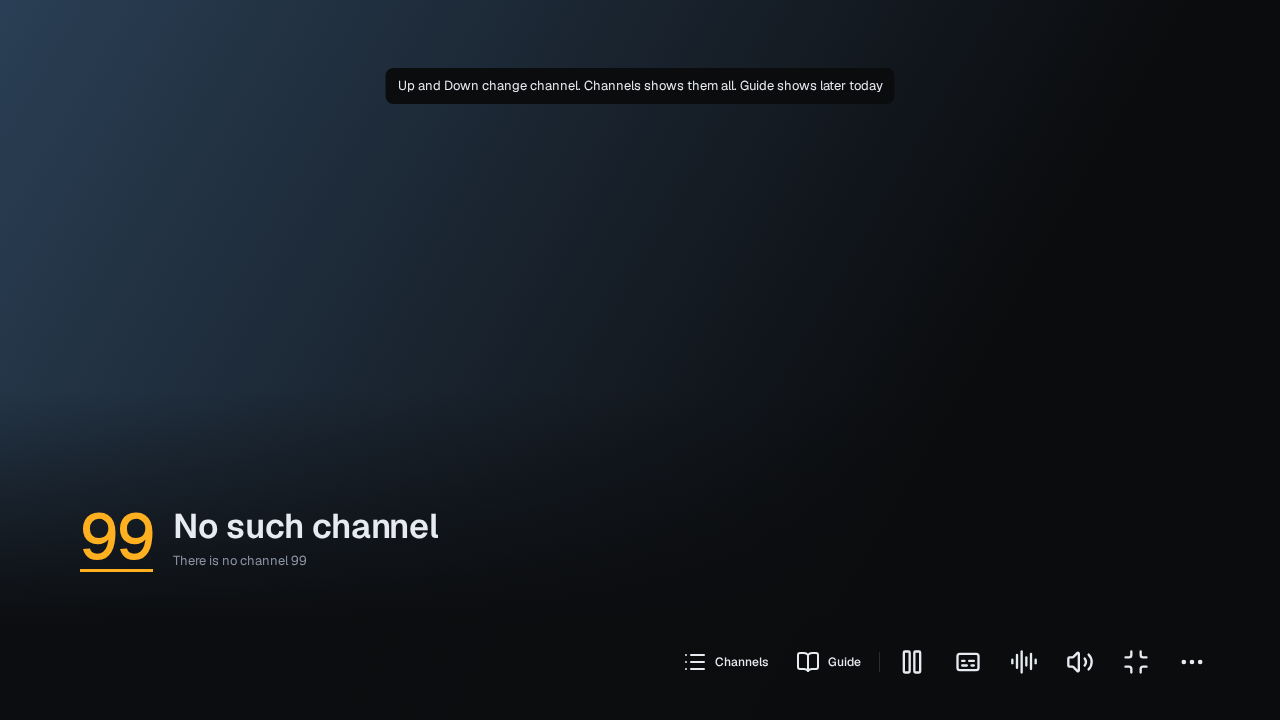 Up and Down change channel. Channels shows them all. Guide shows later today
99
No such channel
There is no channel 99
Channels
Guide